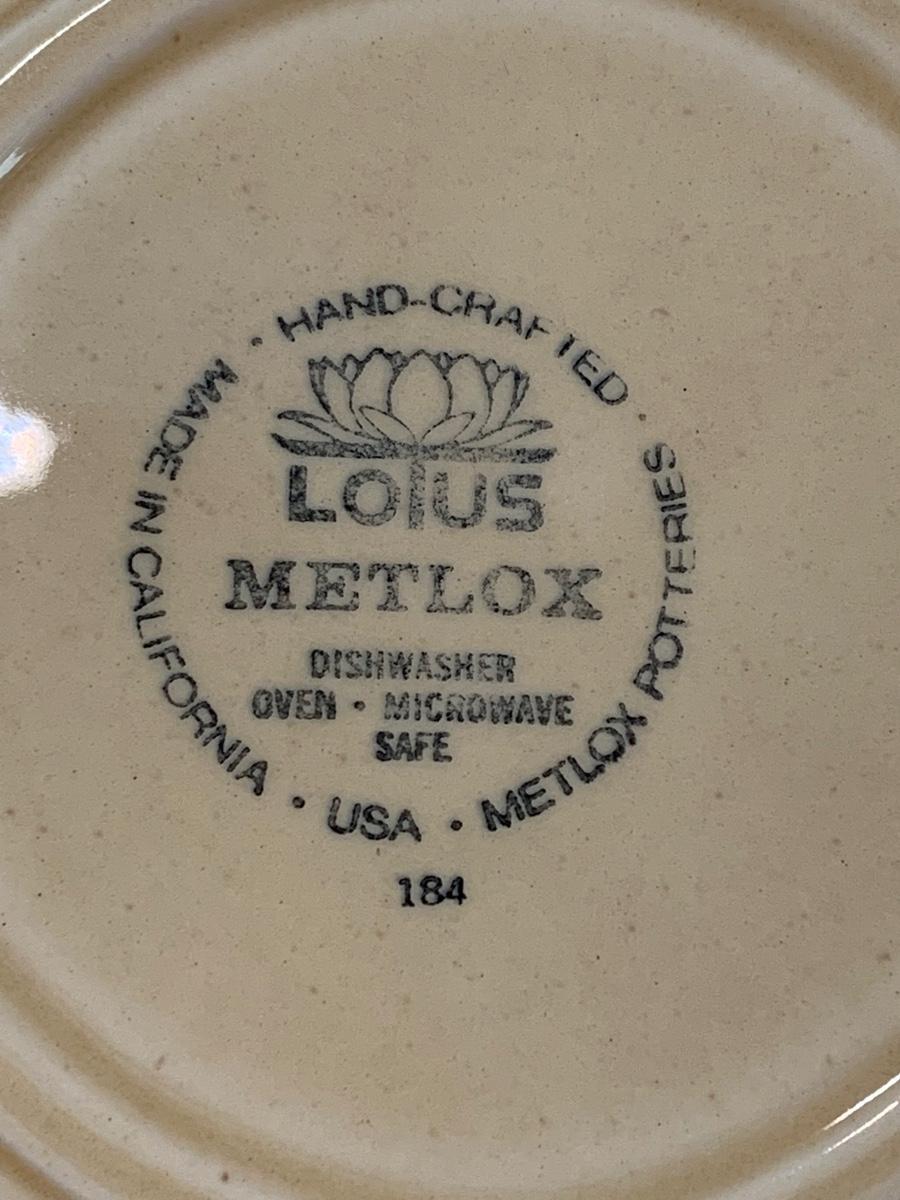 MADE IN CALIFORNIA · HAND-CRAFTED · METLOX POTTERIES · USA ·
LOTUS
METLOX
DISHWASHER
OVEN · MICROWAVE
SAFE
184